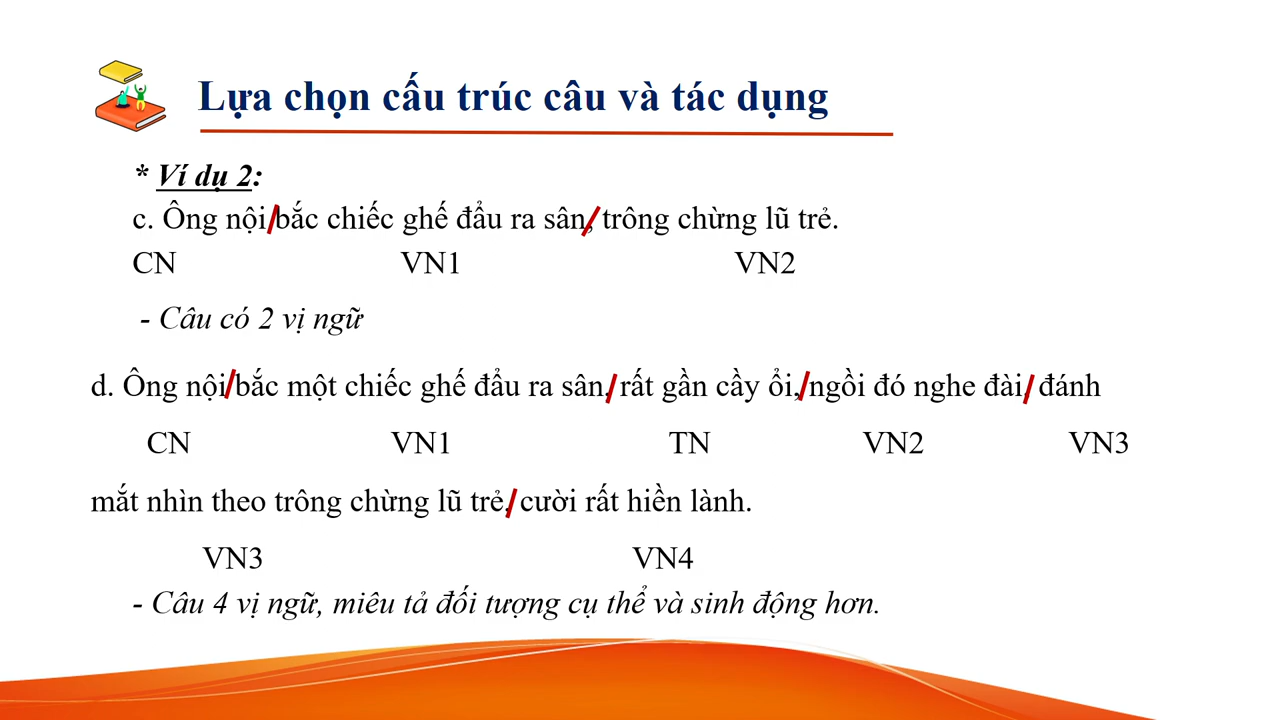 Lựa chọn cấu trúc câu và tác dụng
* Ví dụ 2:
c. Ông nội/bắc chiếc ghế đẩu ra sân,/ trông chừng lũ trẻ.
CN VN1 VN2
- Câu có 2 vị ngữ
d. Ông nội/bắc một chiếc ghế đẩu ra sân,/ rất gần cầy ổi,/ngồi đó nghe đài,/ đánh
CN VN1 TN VN2 VN3
mắt nhìn theo trông chừng lũ trẻ,/ cười rất hiền lành.
VN3 VN4
- Câu 4 vị ngữ, miêu tả đối tượng cụ thể và sinh động hơn.